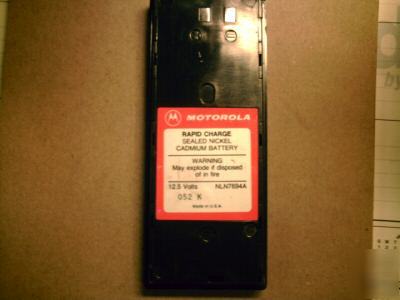 MOTOROLA
RAPID CHARGE
SEALED NICKEL
CADMIUM BATTERY
WARNING
May explode if disposed
of in fire
12.5 Volts NLN7694A
052 K
Made in U.S.A.
by